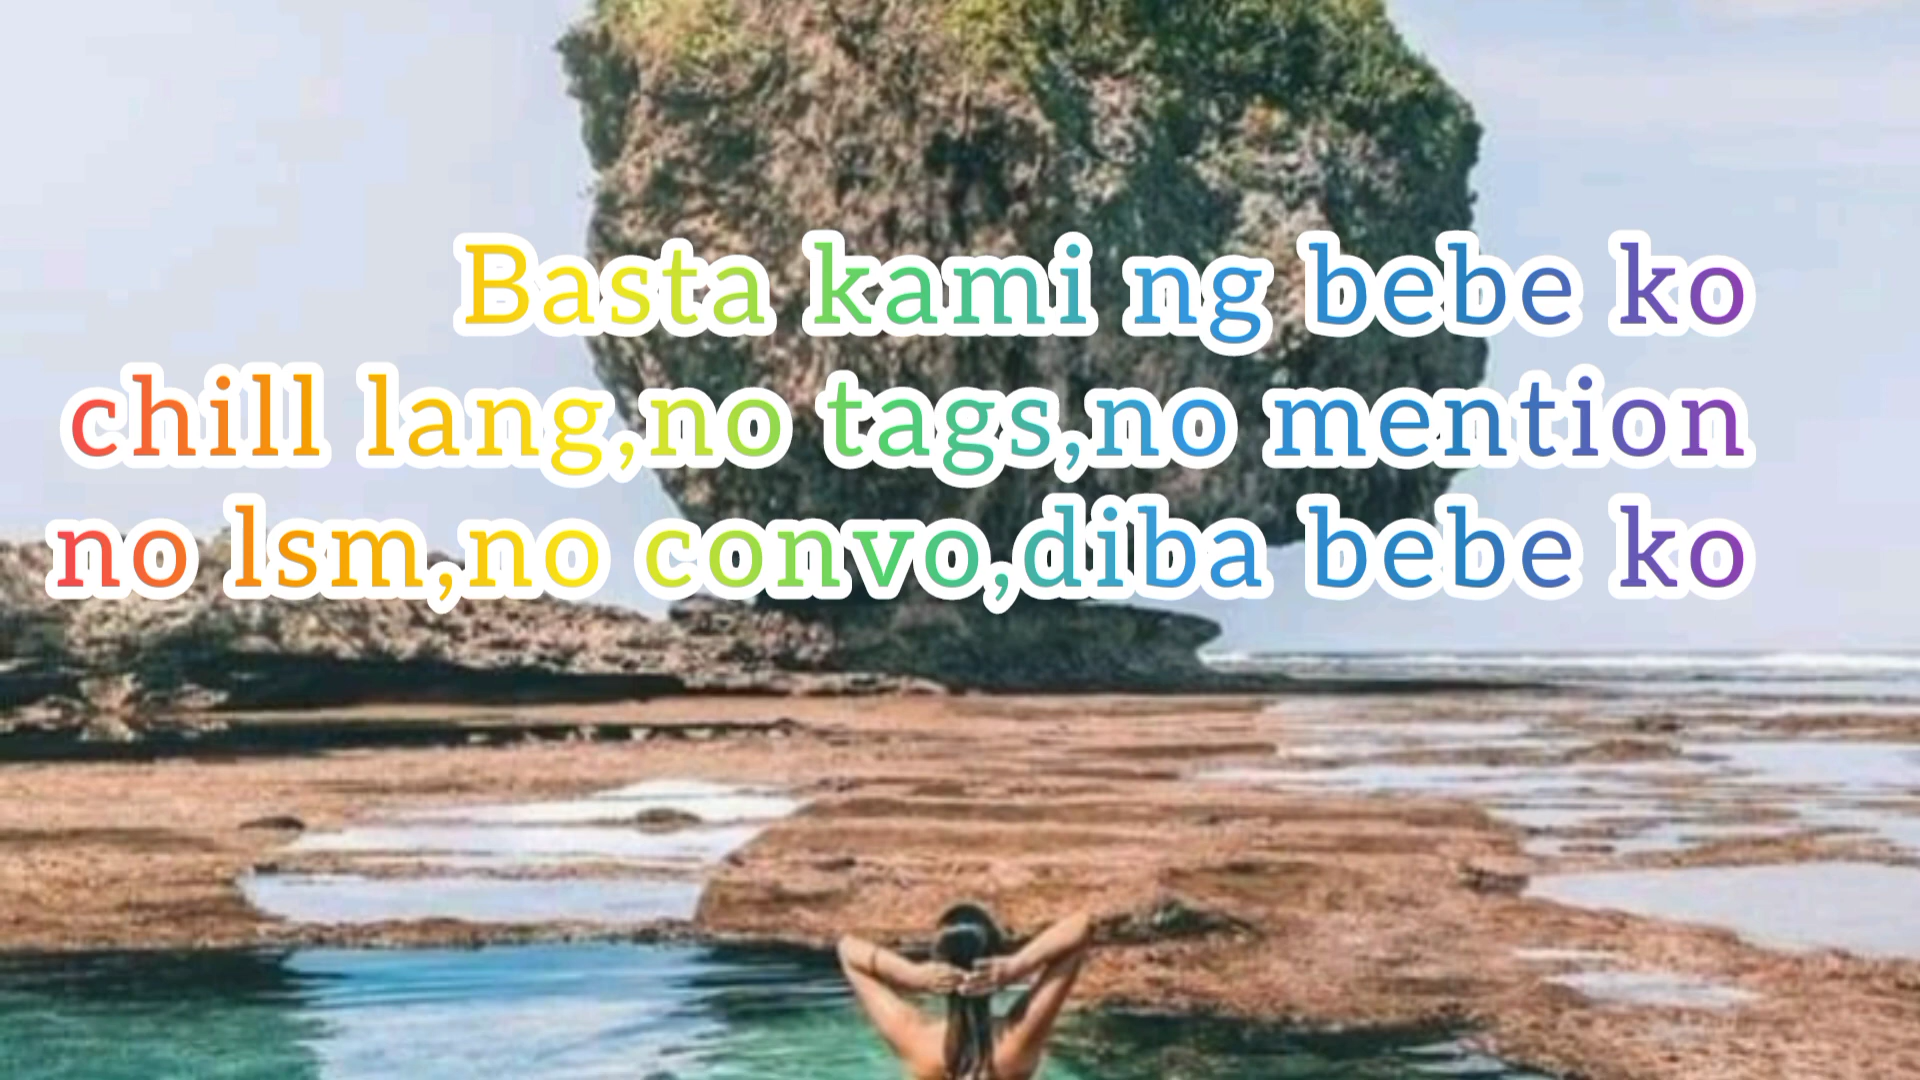 Basta kami ng bebe ko
chill lang,no tags,no mention
no lsm,no convo,diba bebe ko